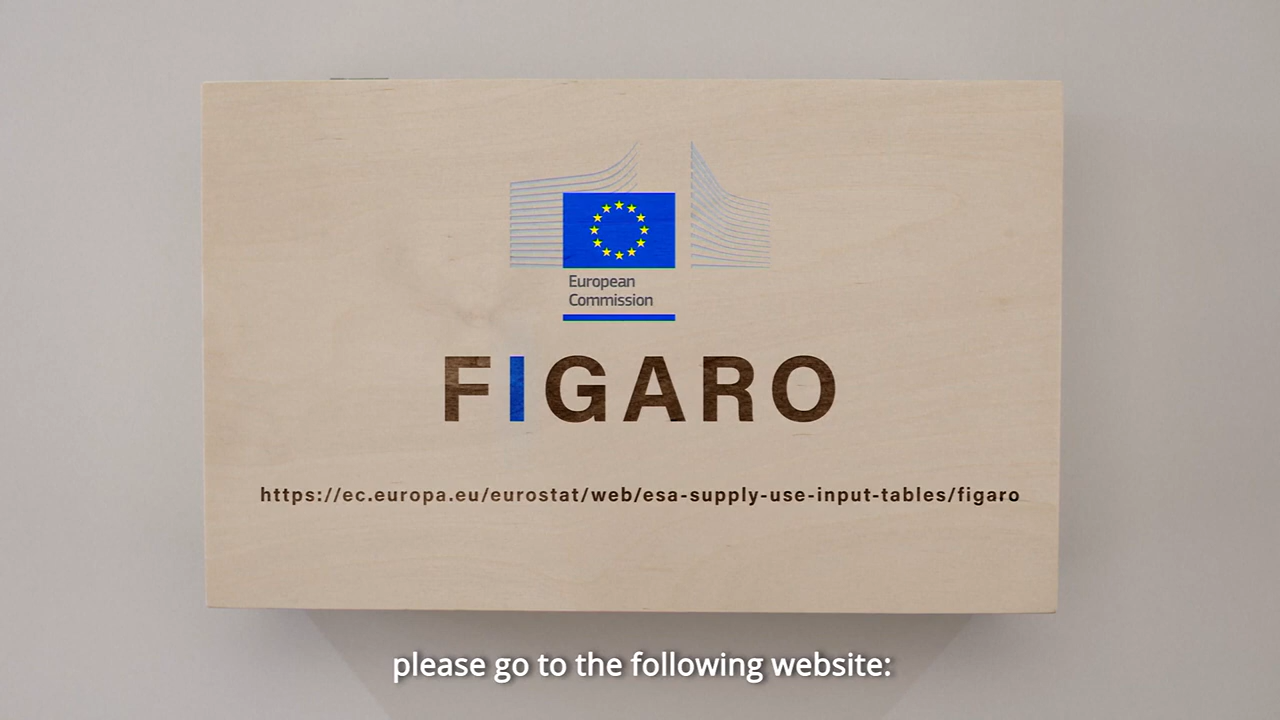 European
Commission
FIGARO
https://ec.europa.eu/eurostat/web/esa-supply-use-input-tables/figaro
please go to the following website: